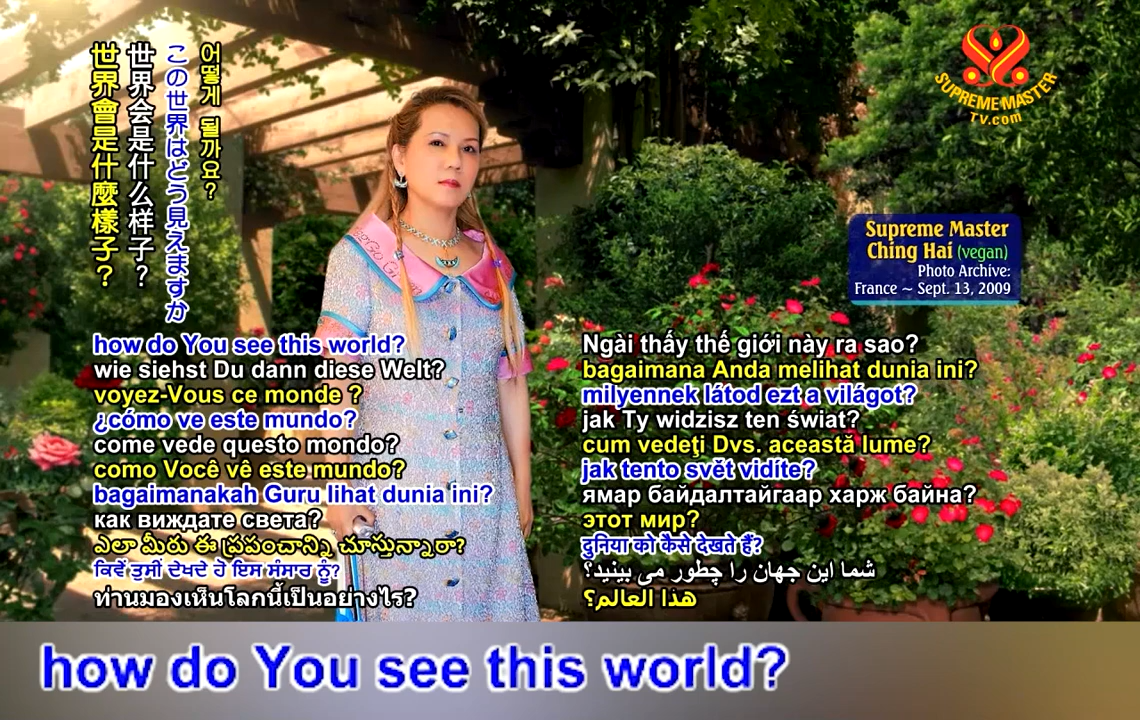 어떻게 될까요?
この世界はどう見えますか
世界会是什么样子?
世界會是什麼樣子?
SUPREME MASTER
TV.com
Supreme Master
Ching Hai (vegan)
Photo Archive:
France ~ Sept. 13, 2009
how do You see this world?
wie siehst Du dann diese Welt?
voyez-Vous ce monde ?
¿cómo ve este mundo?
come vede questo mondo?
como Você vê este mundo?
bagaimanakah Guru lihat dunia ini?
как виждате света?
ఎలా మీరు ఈ ప్రపంచాన్ని చూస్తున్నారా?
ਕਿਵੇਂ ਤੁਸੀਂ ਦੇਖਦੇ ਹੋ ਇਸ ਸੰਸਾਰ ਨੂੰ?
ท่านมองเห็นโลกนี้เป็นอย่างไร?
Ngài thấy thế giới này ra sao?
bagaimana Anda melihat dunia ini?
milyennek látod ezt a világot?
jak Ty widzisz ten świat?
cum vedeţi Dvs. această lume?
jak tento svět vidíte?
ямар байдалтайгаар харж байна?
этот мир?
दुनिया को कैसे देखते हैं?
شما این جهان را چطور می بینید؟
هذا العالم؟
how do You see this world?